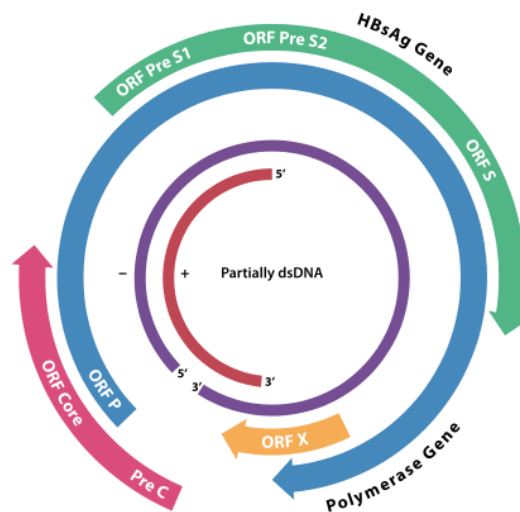 HBsAg Gene
ORF Pre S1
ORF Pre S2
ORF S
5’
−
+
Partially dsDNA
5’
3’
3’
ORF P
ORF Core
Pre C
ORF X
Polymerase Gene